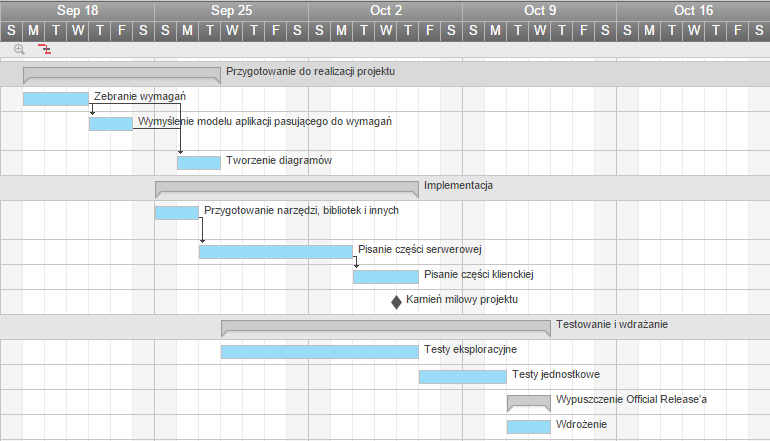 Sep 18 Sep 25 Oct 2 Oct 9 Oct 16
S M T W T F S S M T W T F S S M T W T F S S M T W T F S S M T W T F S
Przygotowanie do realizacji projektu
Zebranie wymagań
Wymyślenie modelu aplikacji pasującego do wymagań
Tworzenie diagramów
Implementacja
Przygotowanie narzędzi, bibliotek i innych
Pisanie części serwerowej
Pisanie części klienckiej
Kamień milowy projektu
Testowanie i wdrażanie
Testy eksploracyjne
Testy jednostkowe
Wypuszczenie Official Release'a
Wdrożenie